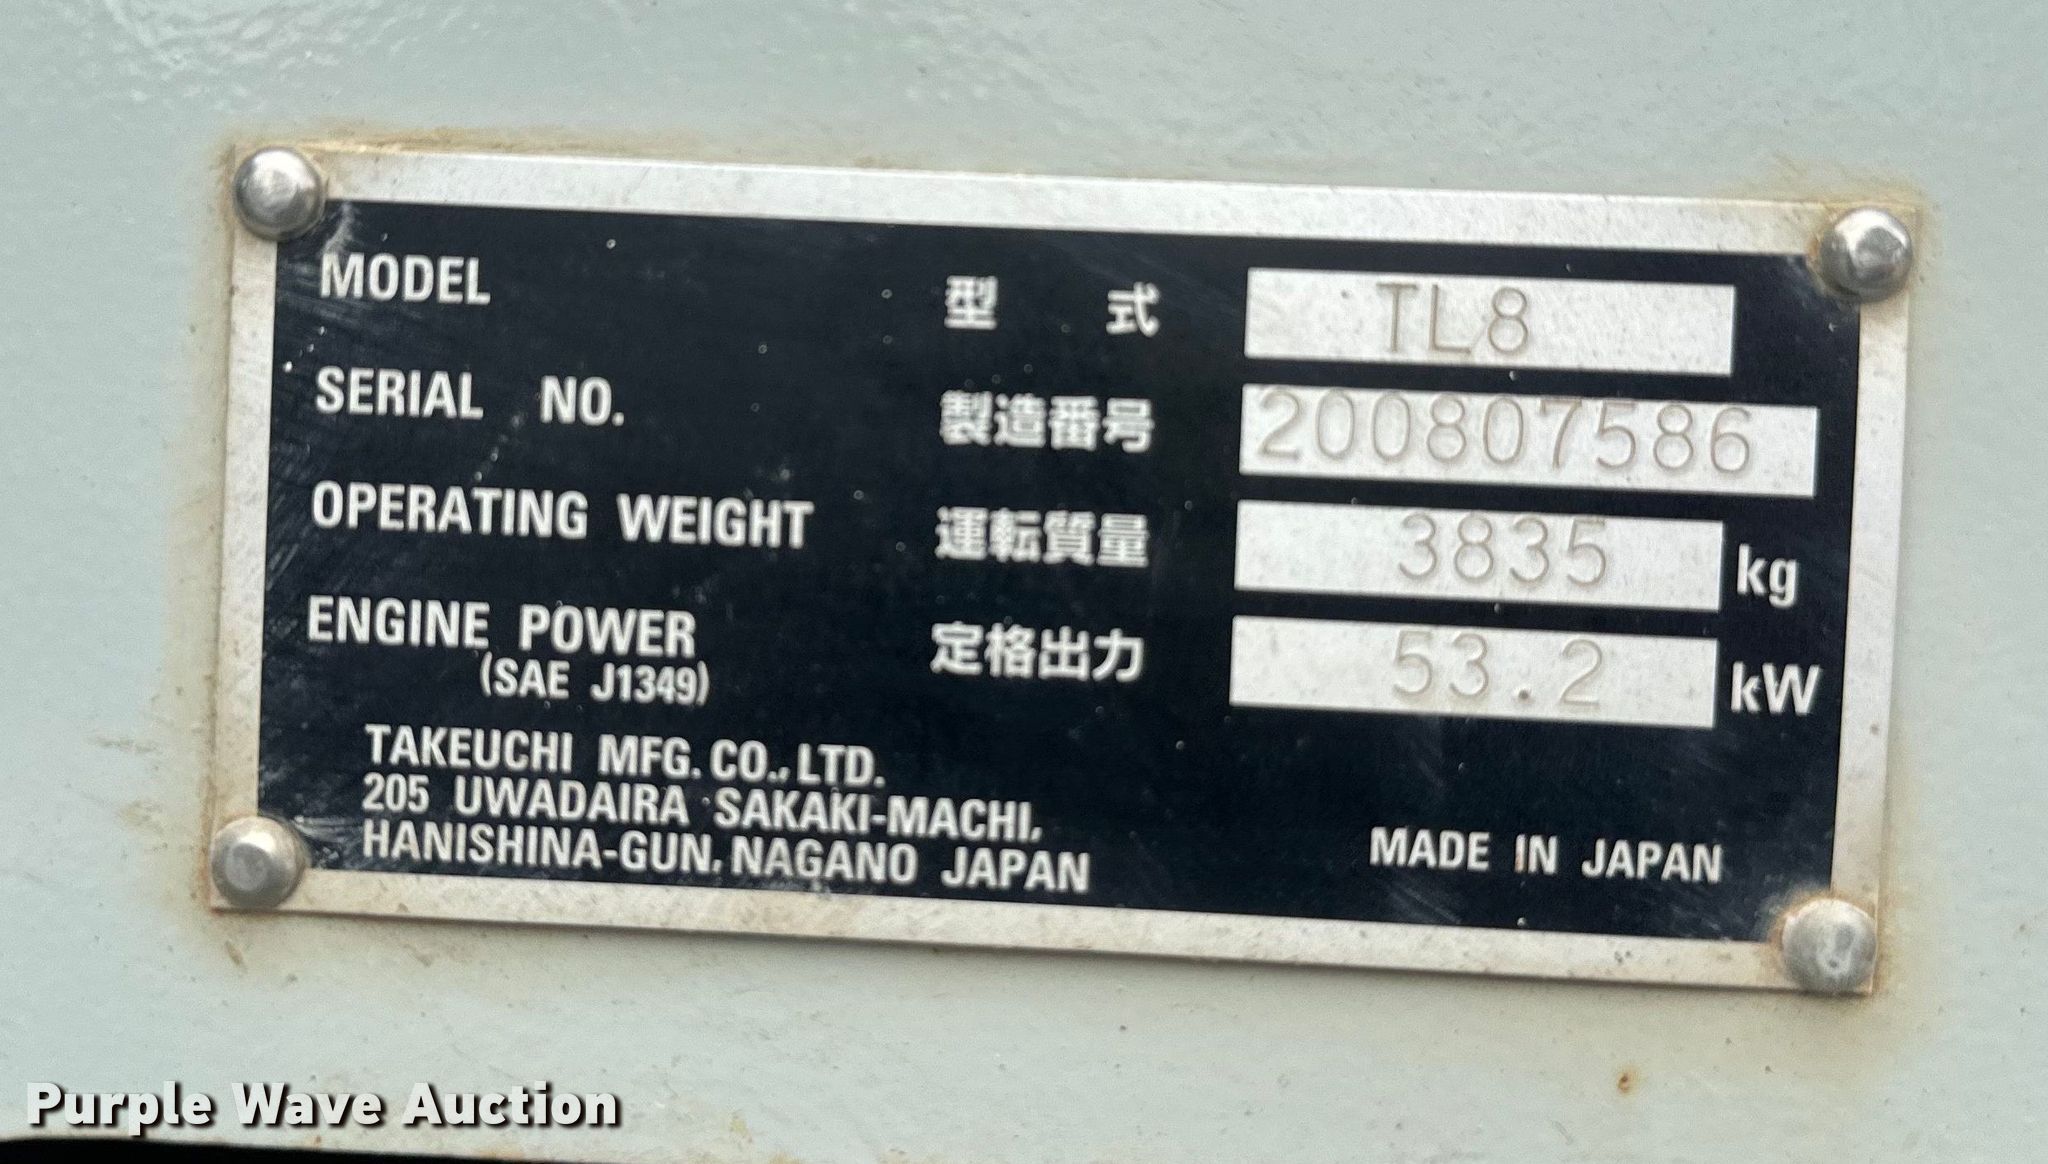 MODEL 型 式 TL8
SERIAL NO. 製造番号 200807586
OPERATING WEIGHT 運転質量 3835 kg
ENGINE POWER 定格出力 53.2 kW
(SAE J1349)
TAKEUCHI MFG. CO., LTD.
205 UWADAIRA SAKAKI-MACHI,
HANISHINA-GUN, NAGANO JAPAN
MADE IN JAPAN
Purple Wave Auction